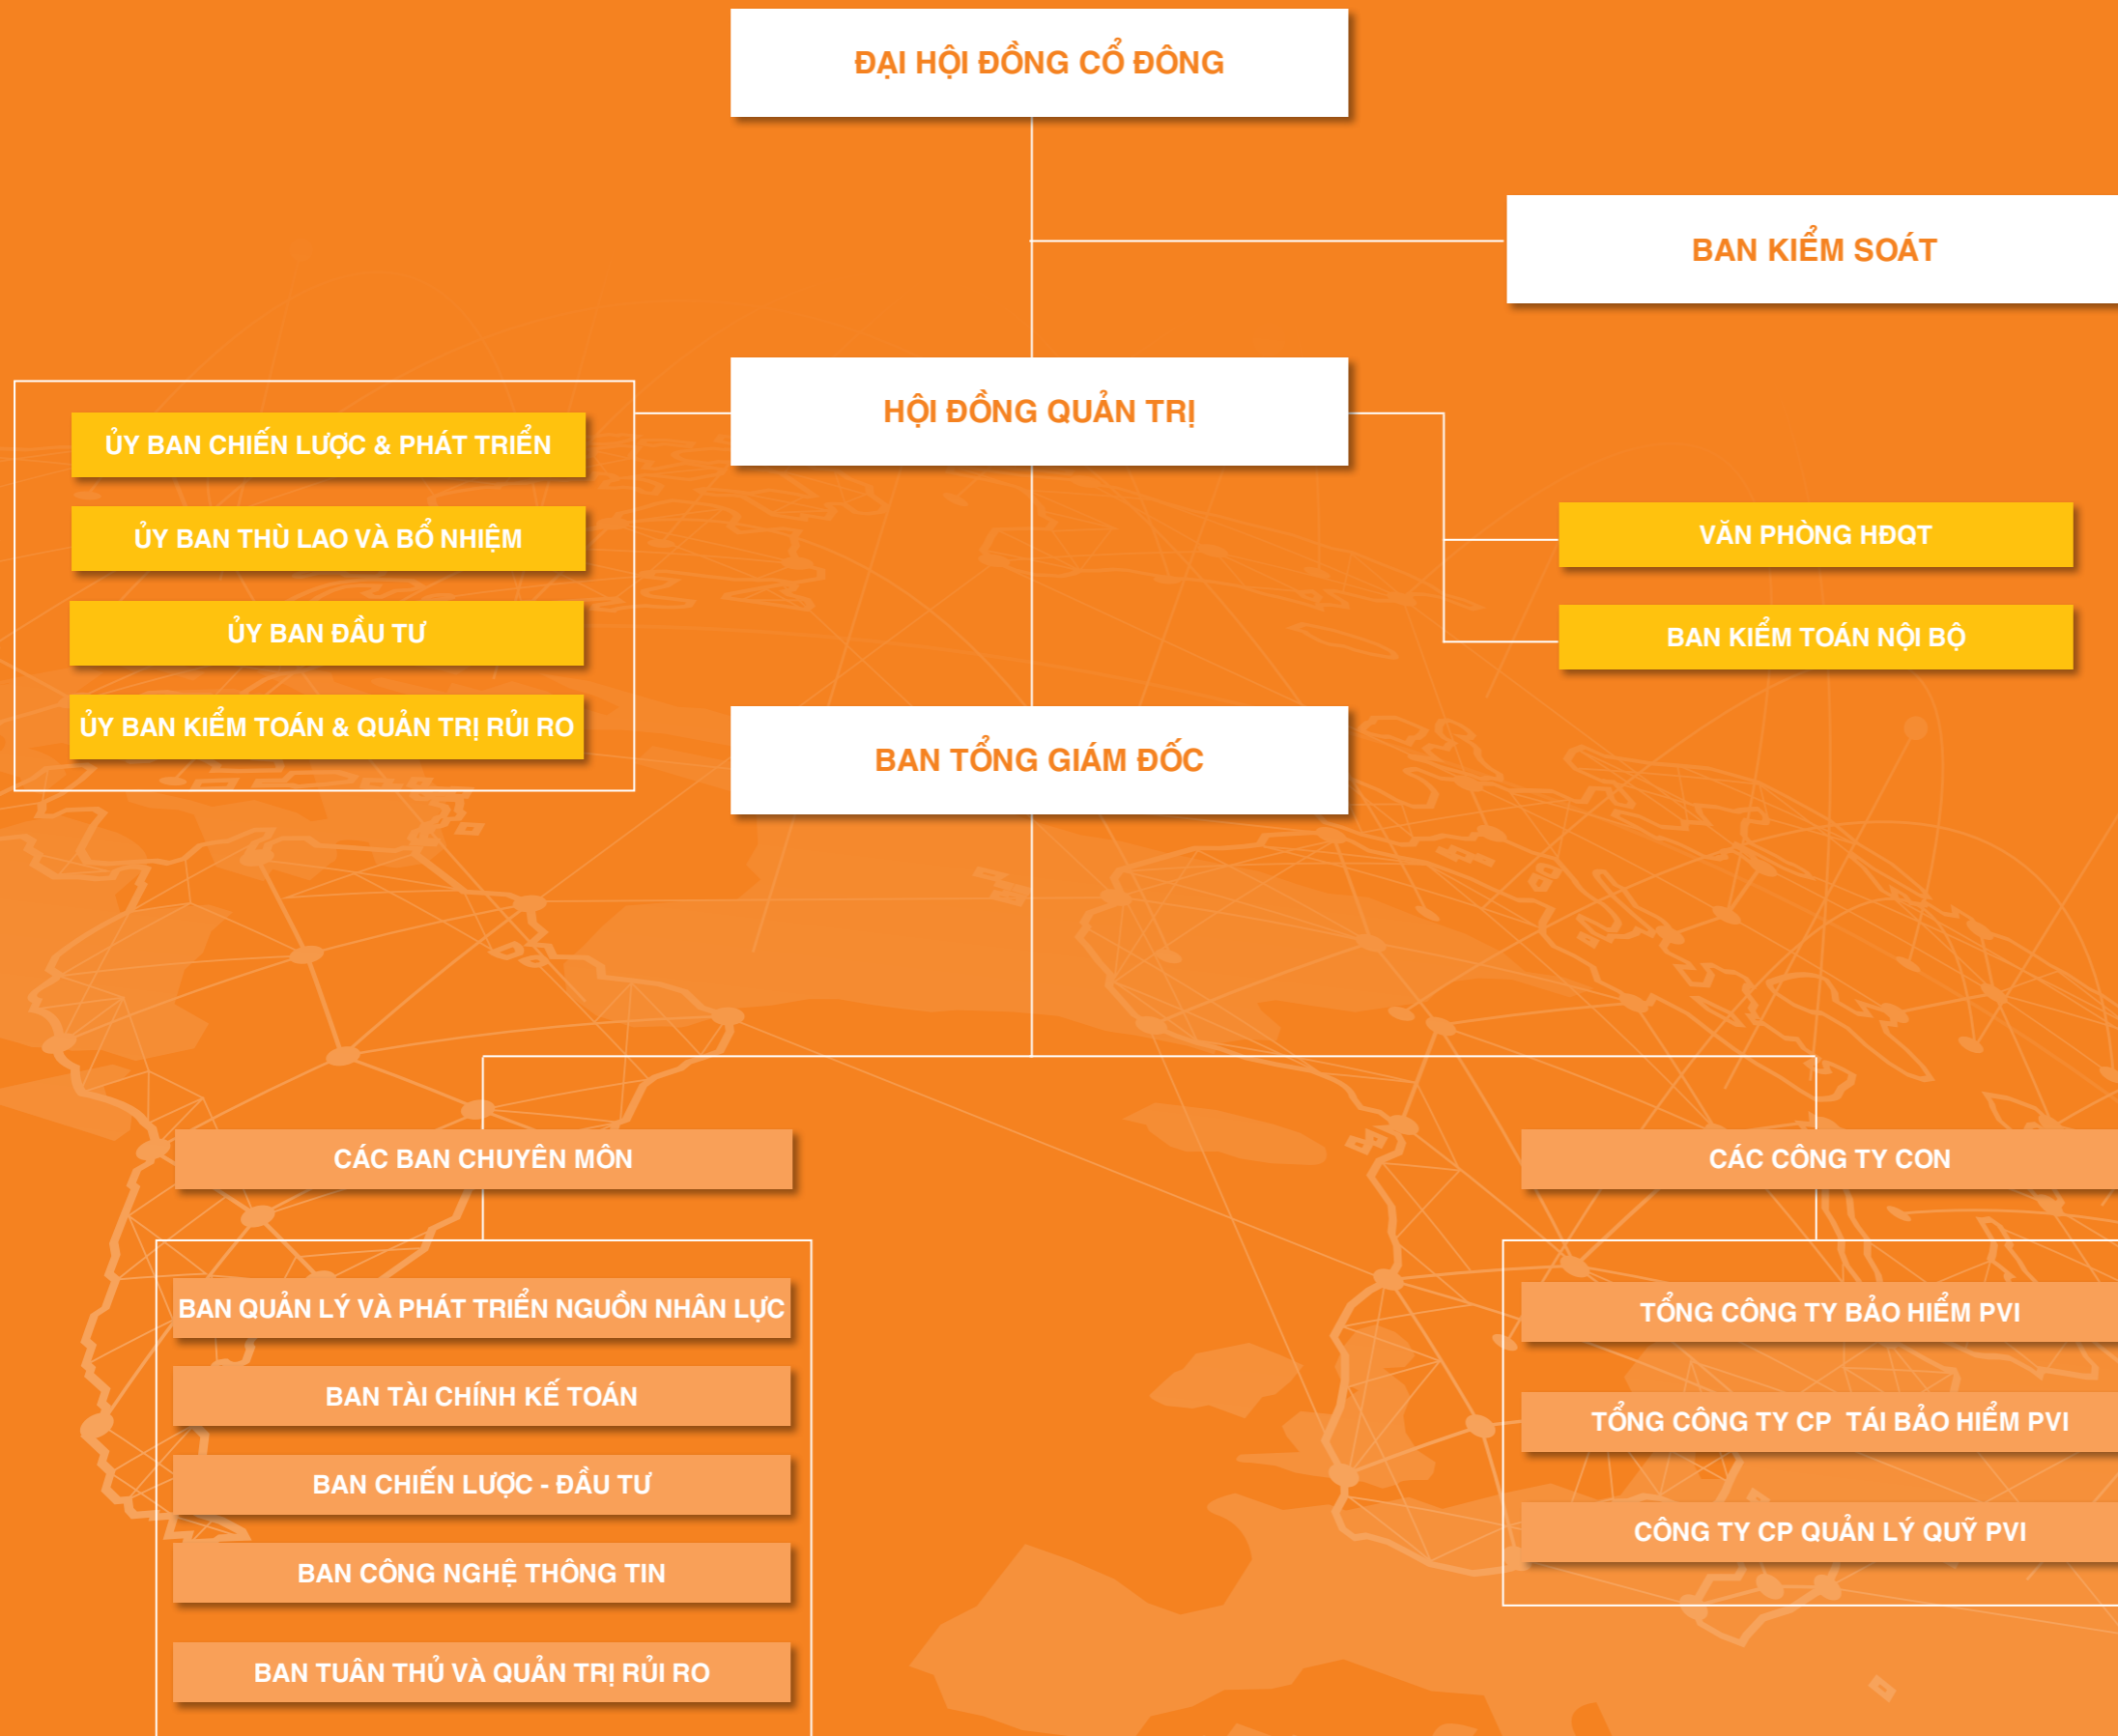 ĐẠI HỘI ĐỒNG CỔ ĐÔNG
BAN KIỂM SOÁT
HỘI ĐỒNG QUẢN TRỊ
ỦY BAN CHIẾN LƯỢC & PHÁT TRIỂN
ỦY BAN THÙ LAO VÀ BỔ NHIỆM
ỦY BAN ĐẦU TƯ
ỦY BAN KIỂM TOÁN & QUẢN TRỊ RỦI RO
VĂN PHÒNG HĐQT
BAN KIỂM TOÁN NỘI BỘ
BAN TỔNG GIÁM ĐỐC
CÁC BAN CHUYÊN MÔN
BAN QUẢN LÝ VÀ PHÁT TRIỂN NGUỒN NHÂN LỰC
BAN TÀI CHÍNH KẾ TOÁN
BAN CHIẾN LƯỢC - ĐẦU TƯ
BAN CÔNG NGHỆ THÔNG TIN
BAN TUÂN THỦ VÀ QUẢN TRỊ RỦI RO
CÁC CÔNG TY CON
TỔNG CÔNG TY BẢO HIỂM PVI
TỔNG CÔNG TY CP TÁI BẢO HIỂM PVI
CÔNG TY CP QUẢN LÝ QUỸ PVI